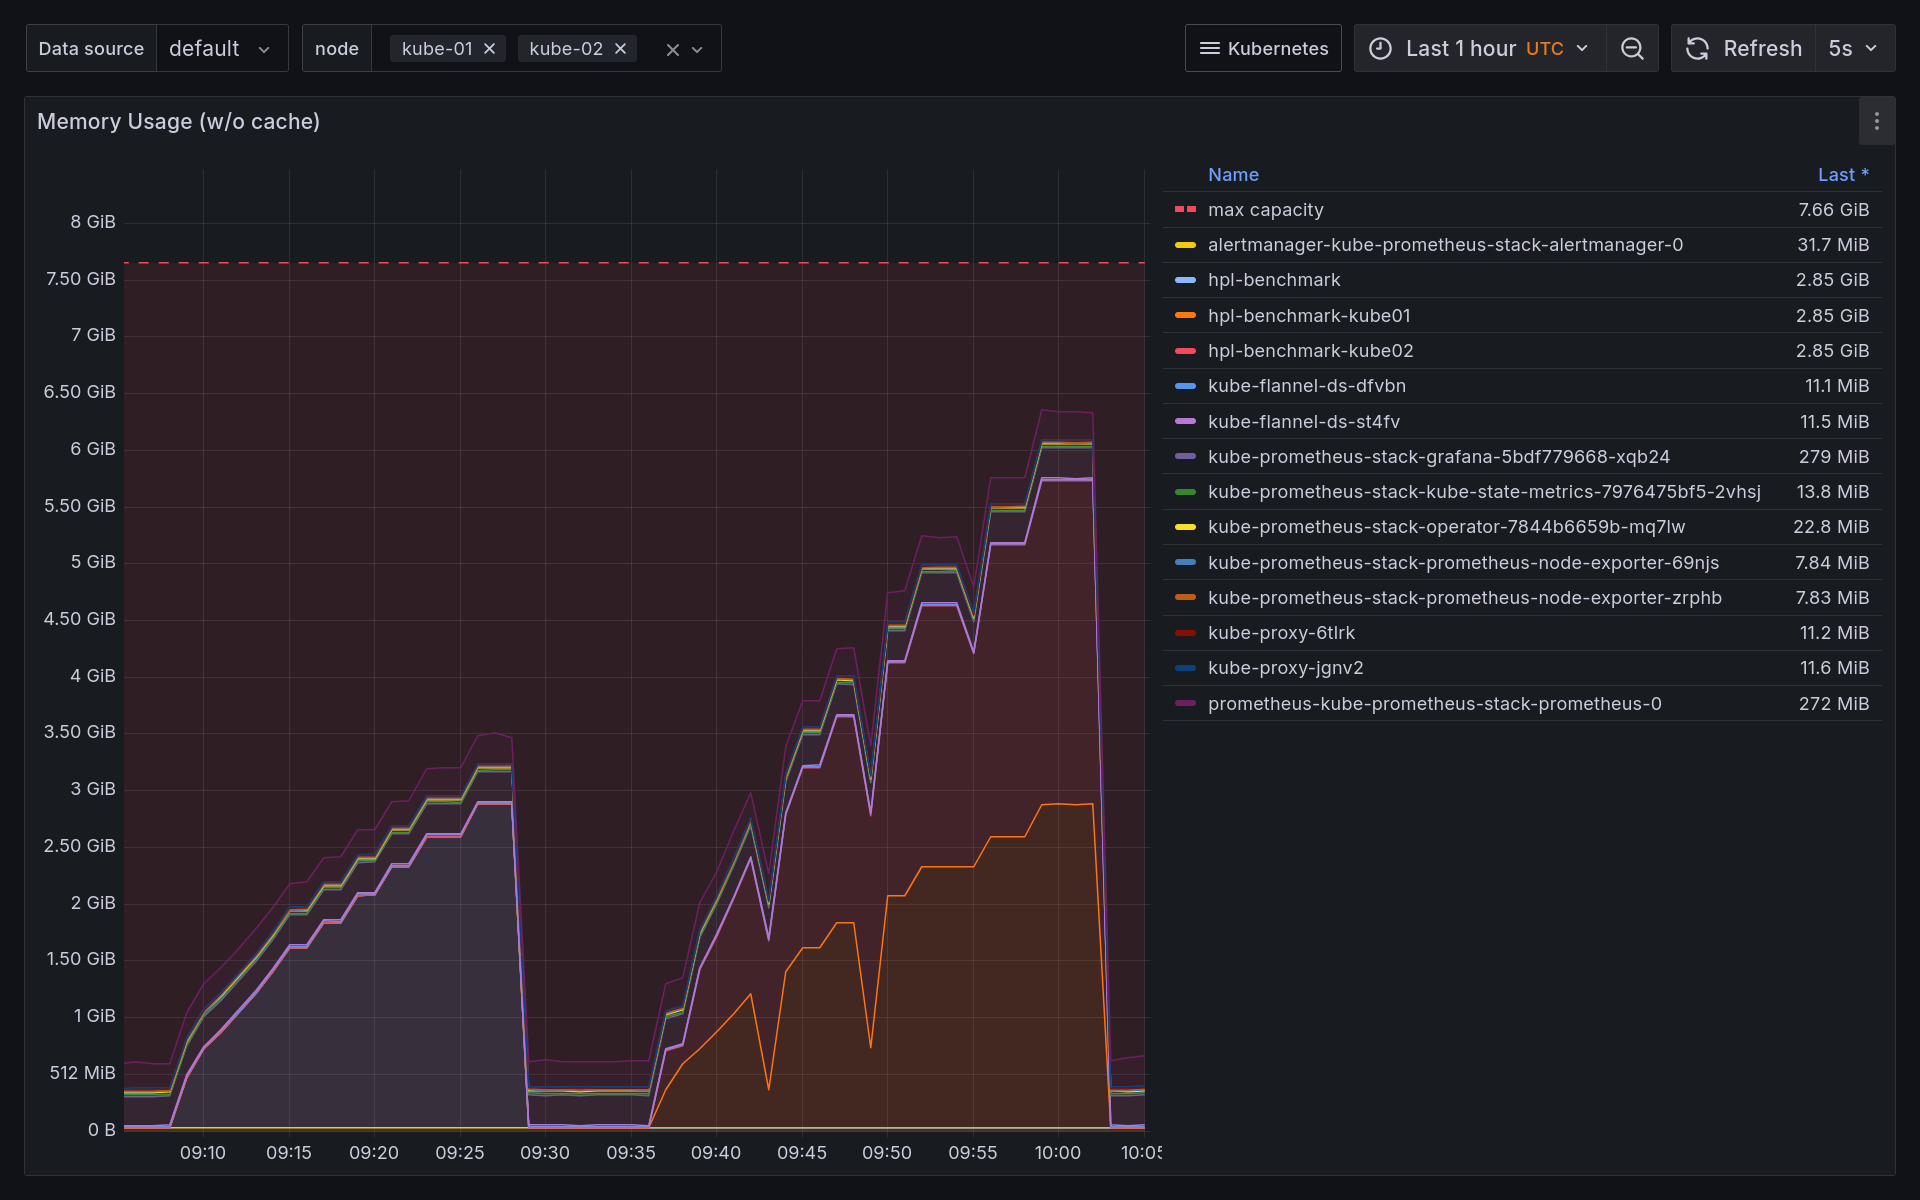 Data source default node kube-01 kube-02 Kubernetes Last 1 hour UTC Refresh 5s
Memory Usage (w/o cache)
8 GiB
7.50 GiB
7 GiB
6.50 GiB
6 GiB
5.50 GiB
5 GiB
4.50 GiB
4 GiB
3.50 GiB
3 GiB
2.50 GiB
2 GiB
1.50 GiB
1 GiB
512 MiB
0 B
09:10 09:15 09:20 09:25 09:30 09:35 09:40 09:45 09:50 09:55 10:00 10:05
Name Last *
max capacity 7.66 GiB
alertmanager-kube-prometheus-stack-alertmanager-0 31.7 MiB
hpl-benchmark 2.85 GiB
hpl-benchmark-kube01 2.85 GiB
hpl-benchmark-kube02 2.85 GiB
kube-flannel-ds-dfvbn 11.1 MiB
kube-flannel-ds-st4fv 11.5 MiB
kube-prometheus-stack-grafana-5bdf779668-xqb24 279 MiB
kube-prometheus-stack-kube-state-metrics-7976475bf5-2vhsj 13.8 MiB
kube-prometheus-stack-operator-7844b6659b-mq7lw 22.8 MiB
kube-prometheus-stack-prometheus-node-exporter-69njs 7.84 MiB
kube-prometheus-stack-prometheus-node-exporter-zrphb 7.83 MiB
kube-proxy-6tlrk 11.2 MiB
kube-proxy-jgnv2 11.6 MiB
prometheus-kube-prometheus-stack-prometheus-0 272 MiB